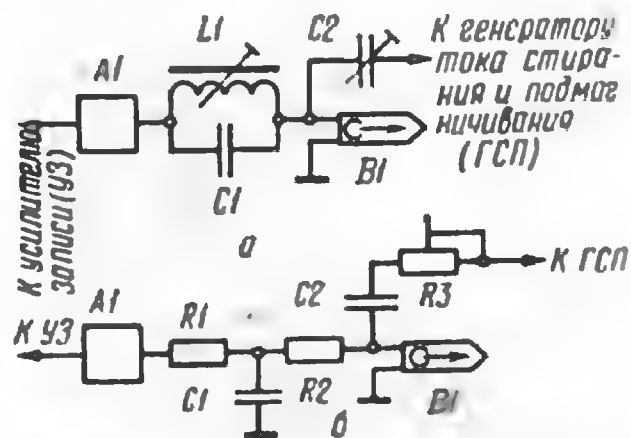 L1
C2
К генератору
тока стира-
ния и подмаг
ничивания
(ГСП)
A1
К усилителю
записи (УЗ)
C1
B1
а
К УЗ
A1
R1
C1
R2
C2
R3
К ГСП
B1
б